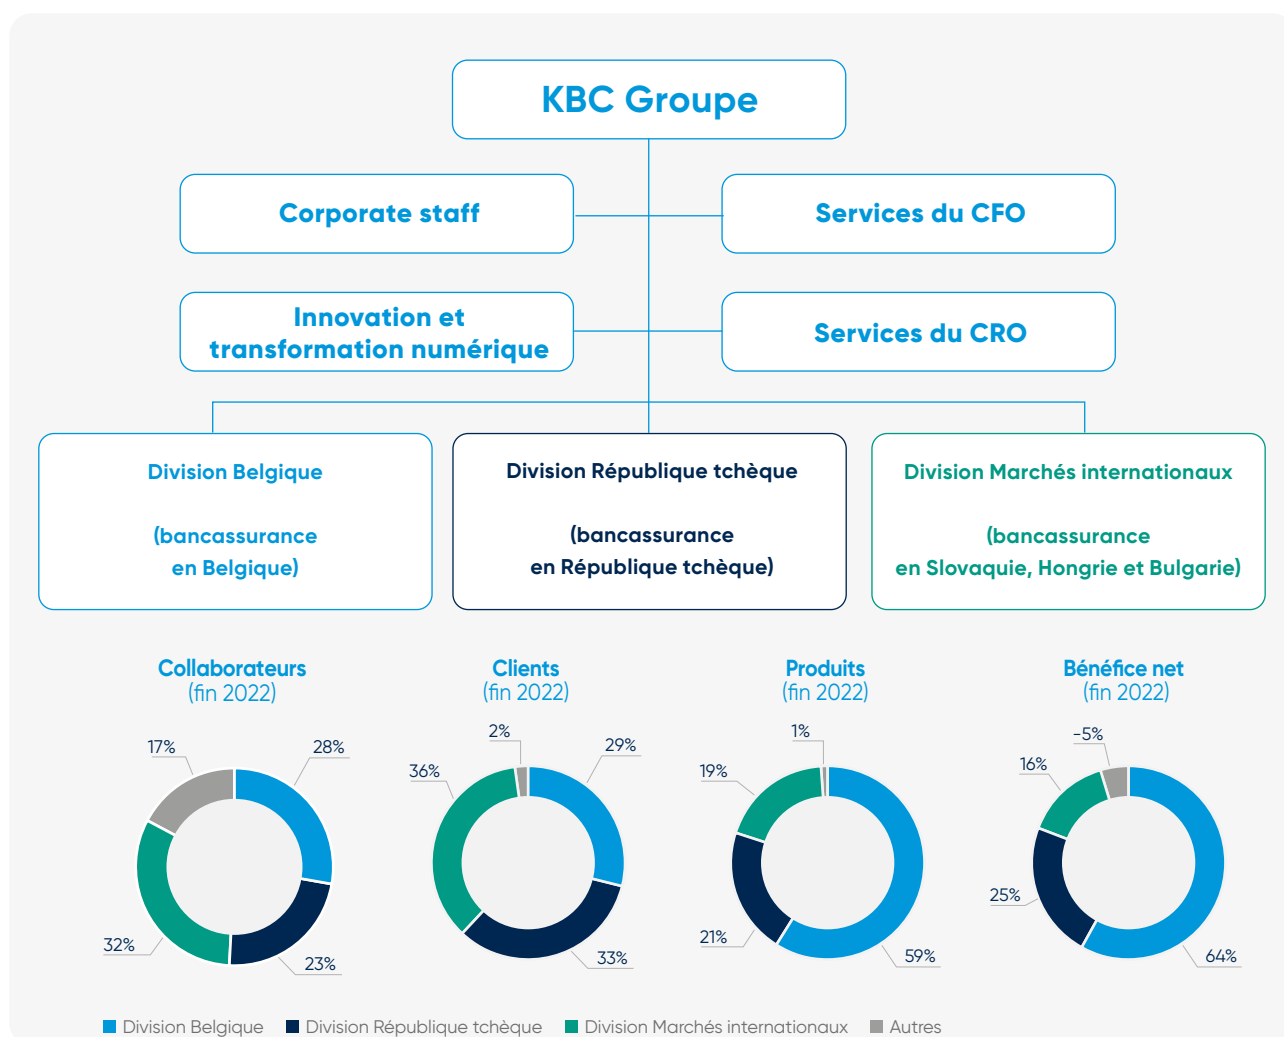 KBC Groupe
Corporate staff
Services du CFO
Innovation et
transformation numérique
Services du CRO
Division Belgique
(bancassurance
en Belgique)
Division République tchèque
(bancassurance
en République tchèque)
Division Marchés internationaux
(bancassurance
en Slovaquie, Hongrie et Bulgarie)
Collaborateurs
(fin 2022)
17%
28%
32%
23%
Clients
(fin 2022)
2%
29%
36%
33%
Produits
(fin 2022)
1%
19%
21%
59%
Bénéfice net
(fin 2022)
-5%
16%
25%
64%
Division Belgique
Division République tchèque
Division Marchés internationaux
Autres